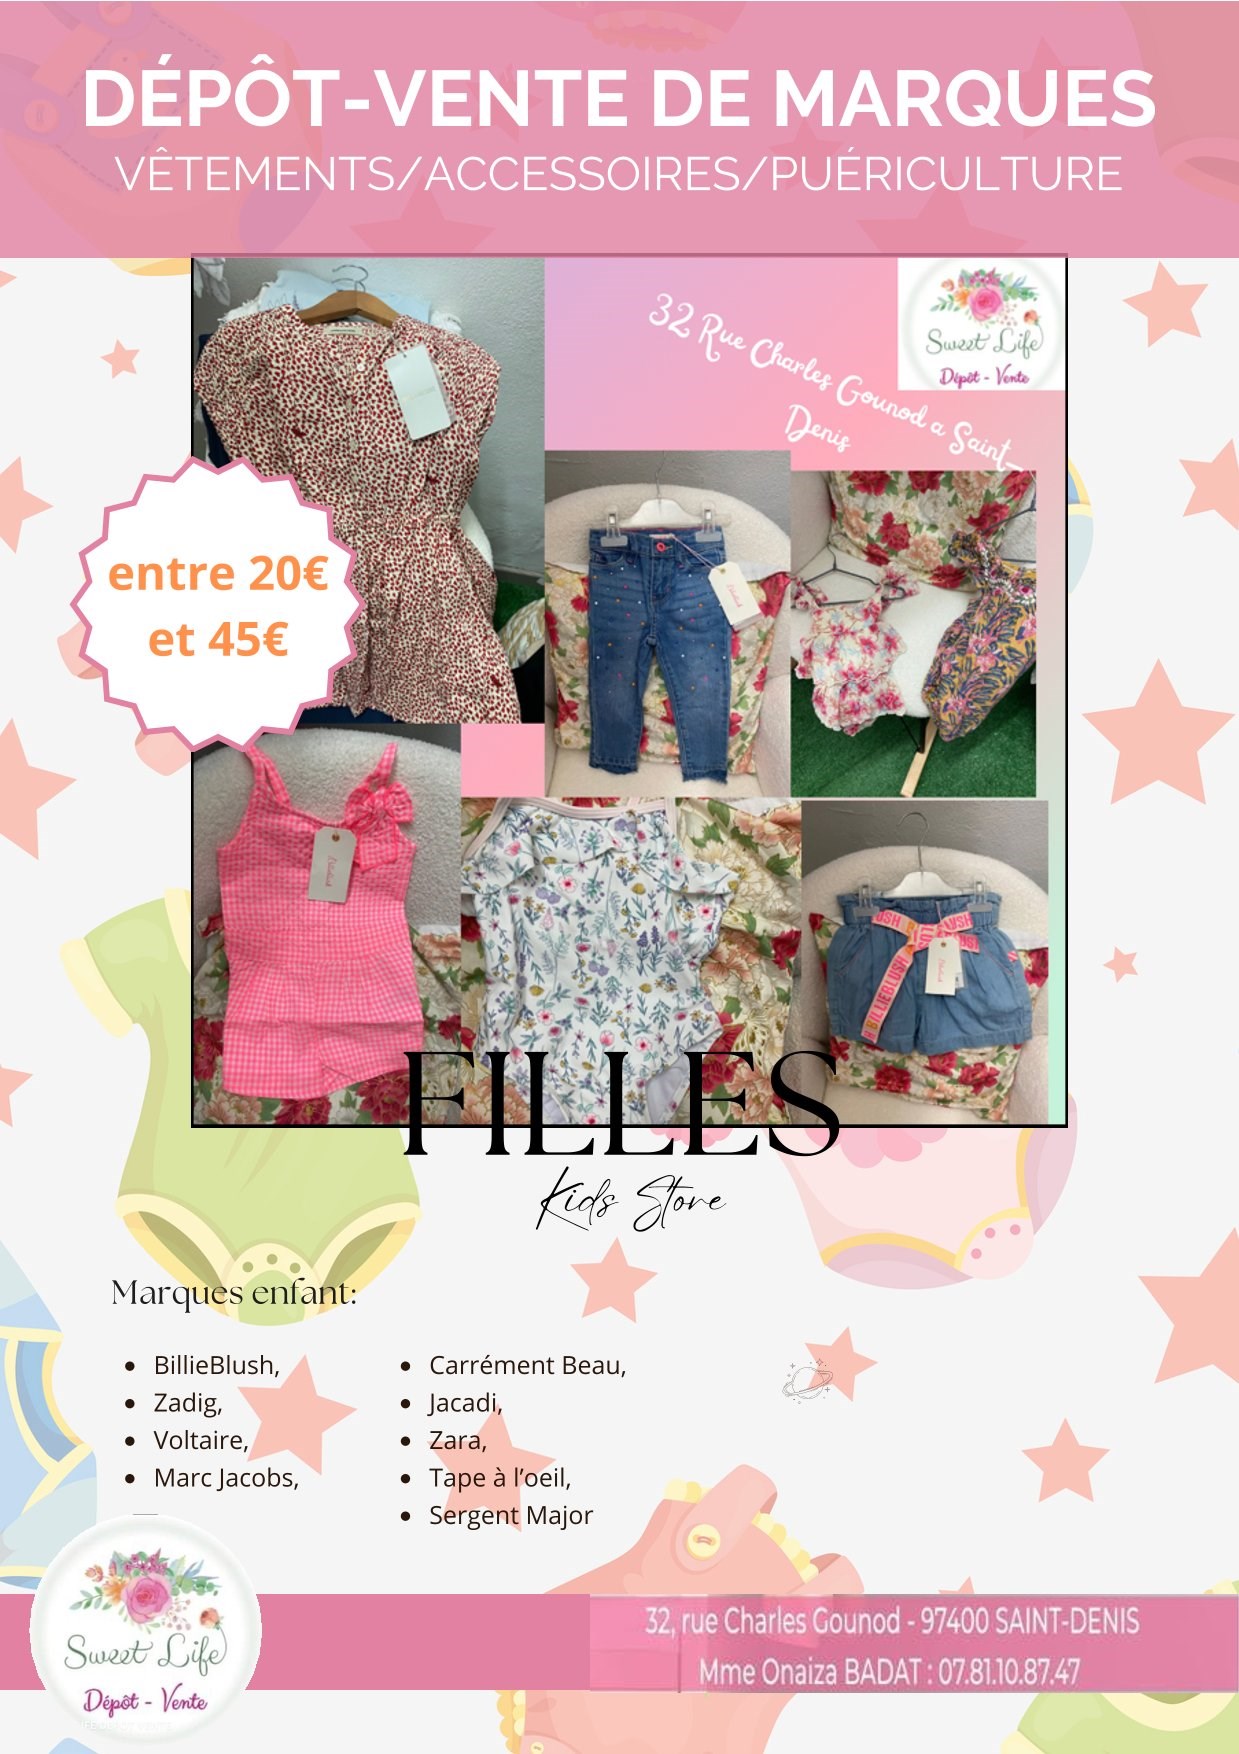 DÉPÔT-VENTE DE MARQUES
VÊTEMENTS/ACCESSOIRES/PUÉRICULTURE
32 Rue Charles Gounod a Saint-
Denis
Sweet Life
Dépôt - Vente
entre 20€
et 45€
BILLIEBLUSH
FILLES
Kids Store
Marques enfant:
• BillieBlush,
• Zadig,
• Voltaire,
• Marc Jacobs,
• Carrément Beau,
• Jacadi,
• Zara,
• Tape à l’oeil,
• Sergent Major
Sweet Life
Dépôt - Vente
32, rue Charles Gounod - 97400 SAINT-DENIS
Mme Onaiza BADAT : 07.81.10.87.47